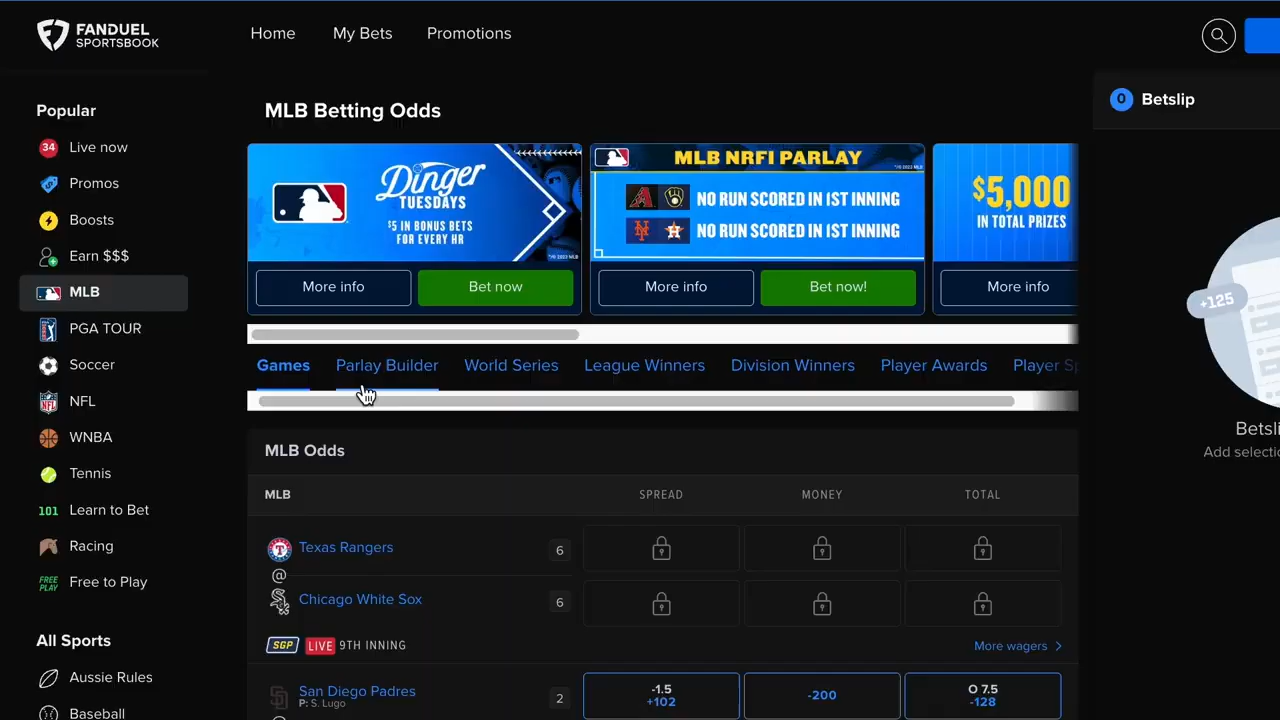 FANDUEL
SPORTSBOOK
Home
My Bets
Promotions
Popular
34 Live now
Promos
Boosts
Earn $$$
MLB
PGA TOUR
Soccer
NFL
WNBA
Tennis
101 Learn to Bet
Racing
FREE PLAY Free to Play
All Sports
Aussie Rules
Baseball
MLB Betting Odds
Dinger
TUESDAYS
$5 IN BONUS BETS
FOR EVERY HR
More info
Bet now
MLB NRFI PARLAY
NO RUN SCORED IN 1ST INNING
NO RUN SCORED IN 1ST INNING
More info
Bet now!
$5,000
IN TOTAL PRIZES
More info
Games
Parlay Builder
World Series
League Winners
Division Winners
Player Awards
Player Sp
MLB Odds
MLB
SPREAD
MONEY
TOTAL
Texas Rangers
6
@
Chicago White Sox
6
SGP LIVE 9TH INNING
More wagers
San Diego Padres
P: S. Lugo
2
-1.5
+102
-200
O 7.5
-128
0 Betslip
+125
Betsli
Add selectio